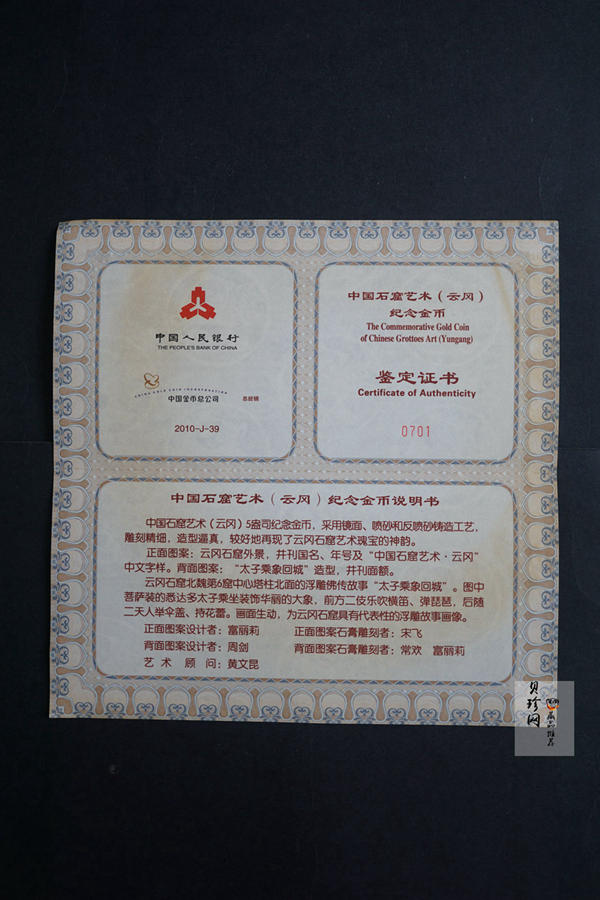 中国人民银行
THE PEOPLE'S BANK OF CHINA
CHINA GOLD COIN INCORPORATION
中国金币总公司 总经销
2010-J-39
中国石窟艺术（云冈）
纪念金币
The Commemorative Gold Coin
of Chinese Grottoes Art (Yungang)
鉴定证书
Certificate of Authenticity
0701
中国石窟艺术（云冈）纪念金币说明书
中国石窟艺术（云冈）5盎司纪念金币，采用镜面、喷砂和反喷砂铸造工艺，
雕刻精细，造型逼真，较好地再现了云冈石窟艺术瑰宝的神韵。
正面图案：云冈石窟外景，井刊国名、年号及“中国石窟艺术·云冈”
中文字样。背面图案：“太子乘象回城”造型，井刊面额。
云冈石窟北魏第6窟中心塔柱北面的浮雕佛传故事“太子乘象回城”。图中
菩萨装的悉达多太子乘坐装饰华丽的大象，前方二伎乐吹横笛、弹琵琶，后随
二天人举伞盖、持花蕾。画面生动，为云冈石窟具有代表性的浮雕故事画像。
正面图案设计者：富丽莉 正面图案石膏雕刻者：宋飞
背面图案设计者：周剑 背面图案石膏雕刻者：常欢 富丽莉
艺术顾问：黄文昆
贝珍网
藏品推荐